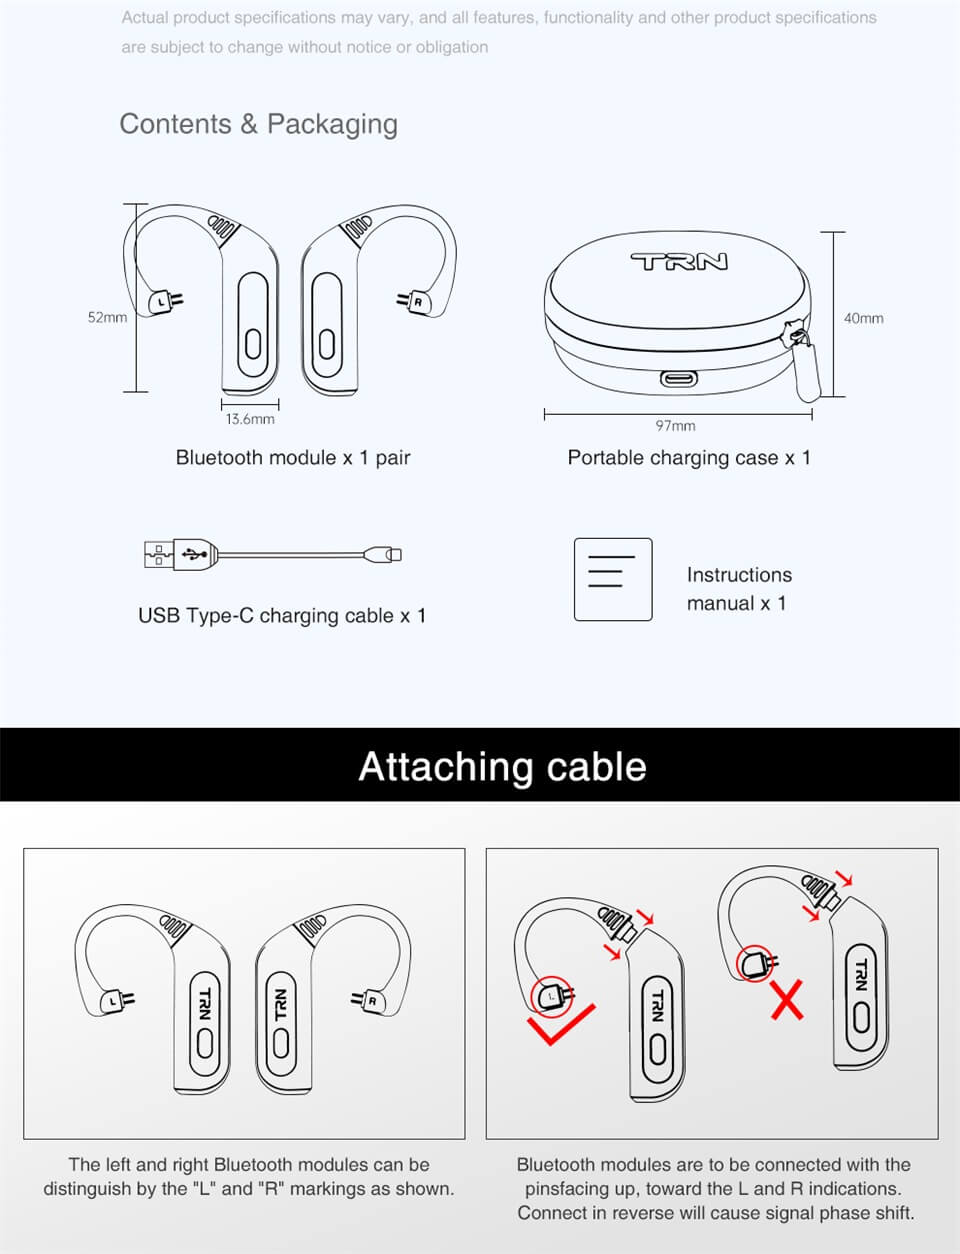 Actual product specifications may vary, and all features, functionality and other product specifications
are subject to change without notice or obligation
Contents & Packaging
TRN
L
R
52mm
40mm
13.6mm
97mm
Bluetooth module x 1 pair
Portable charging case x 1
USB Type-C charging cable x 1
Instructions
manual x 1
Attaching cable
L
TRN
TRN
R
L
TRN
TRN
The left and right Bluetooth modules can be
distinguish by the "L" and "R" markings as shown.
Bluetooth modules are to be connected with the
pinsfacing up, toward the L and R indications.
Connect in reverse will cause signal phase shift.